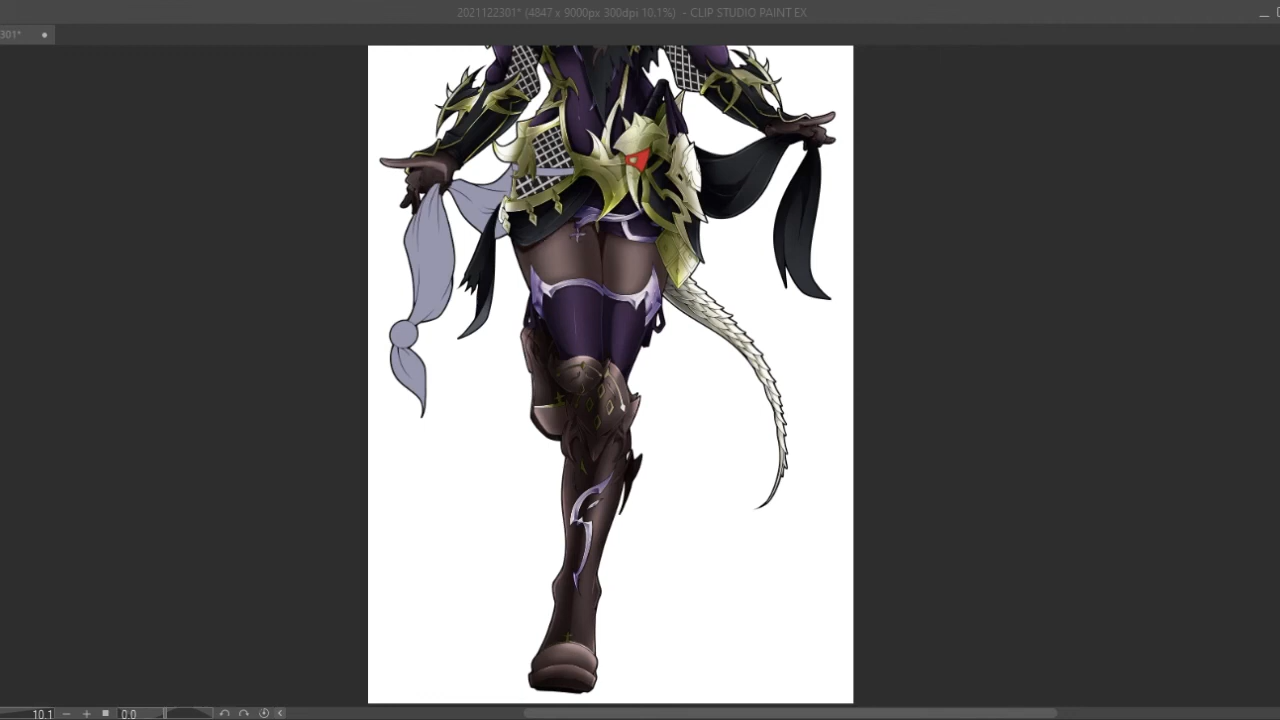 2021122301* (4847 x 9000px 300dpi 10.1%) - CLIP STUDIO PAINT EX
301*
10.1
0.0